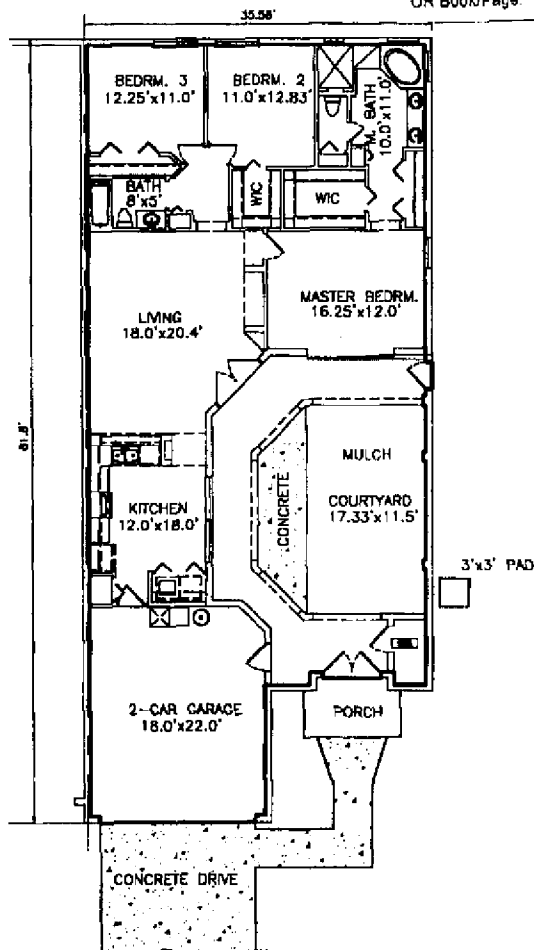 OR Book/Page:
35.58'
BEDRM. 3
12.25'x11.0'
BEDRM. 2
11.0'x12.83'
M. BATH
10.0'x11.0'
BATH
8'x5'
WIC
WIC
LIVING
18.0'x20.4'
MASTER BEDRM.
16.25'x12.0'
81.8'
MULCH
COURTYARD
17.33'x11.5'
CONCRETE
KITCHEN
12.0'x18.0'
3'x3' PAD
2-CAR GARAGE
18.0'x22.0'
PORCH
CONCRETE DRIVE